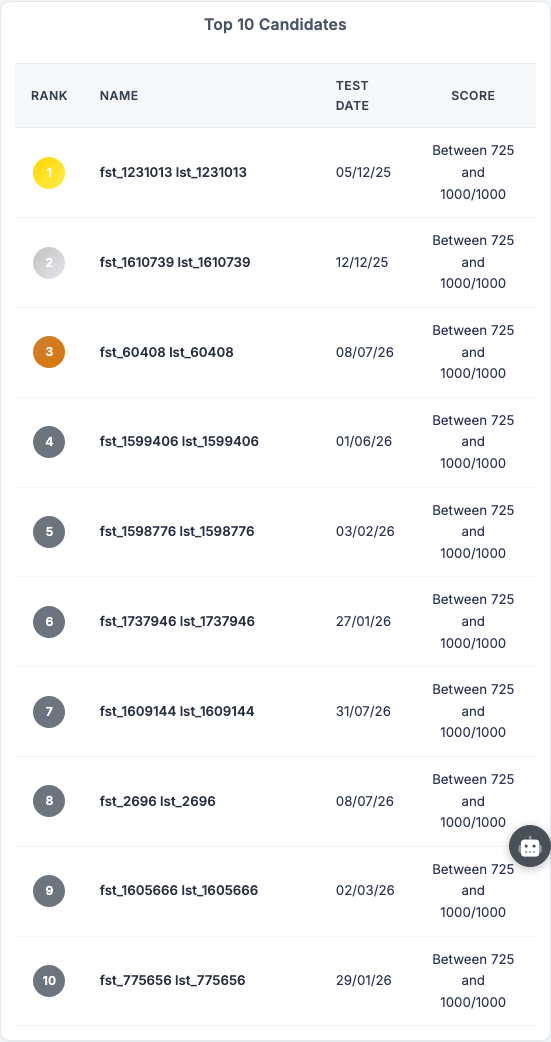 Top 10 Candidates
RANK NAME TEST DATE SCORE
1 fst_1231013 lst_1231013 05/12/25 Between 725 and 1000/1000
2 fst_1610739 lst_1610739 12/12/25 Between 725 and 1000/1000
3 fst_60408 lst_60408 08/07/26 Between 725 and 1000/1000
4 fst_1599406 lst_1599406 01/06/26 Between 725 and 1000/1000
5 fst_1598776 lst_1598776 03/02/26 Between 725 and 1000/1000
6 fst_1737946 lst_1737946 27/01/26 Between 725 and 1000/1000
7 fst_1609144 lst_1609144 31/07/26 Between 725 and 1000/1000
8 fst_2696 lst_2696 08/07/26 Between 725 and 1000/1000
9 fst_1605666 lst_1605666 02/03/26 Between 725 and 1000/1000
10 fst_775656 lst_775656 29/01/26 Between 725 and 1000/1000